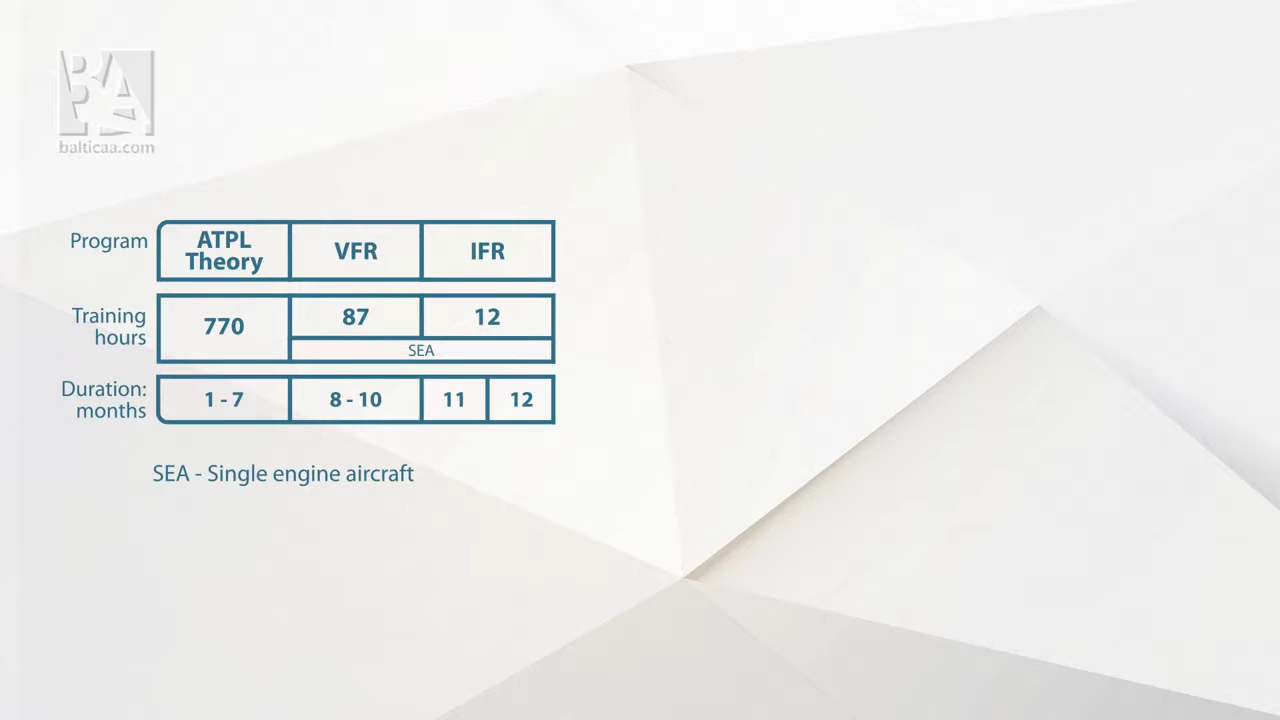 BA
balticaa.com
Program
ATPL
Theory
VFR
IFR
Training
hours
770
87
12
SEA
Duration:
months
1 - 7
8 - 10
11
12
SEA - Single engine aircraft